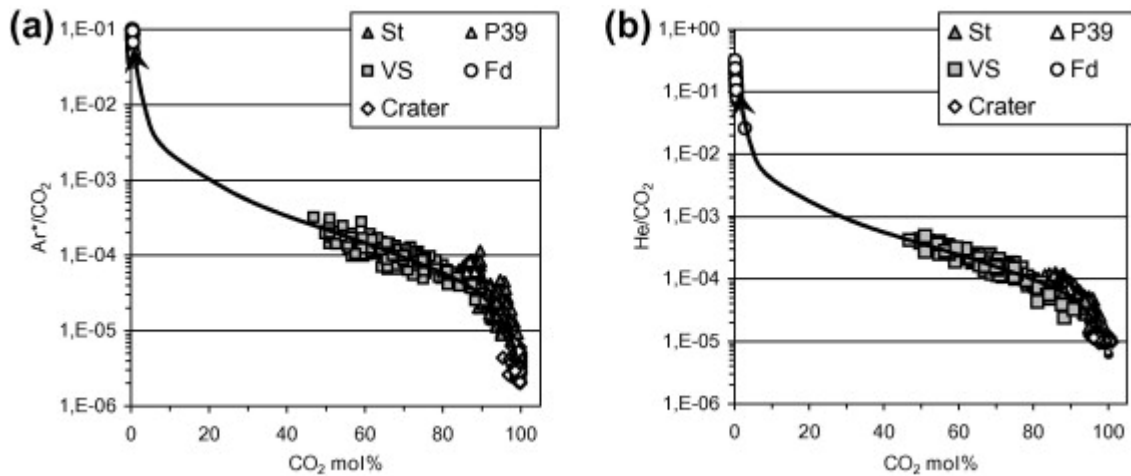 (a)
St P39
VS Fd
Crater
1,E-01
1,E-02
1,E-03
1,E-04
1,E-05
1,E-06
Ar*/CO₂
0 20 40 60 80 100
CO₂ mol%
(b)
St P39
VS Fd
Crater
1,E+00
1,E-01
1,E-02
1,E-03
1,E-04
1,E-05
1,E-06
He/CO₂
0 20 40 60 80 100
CO₂ mol%